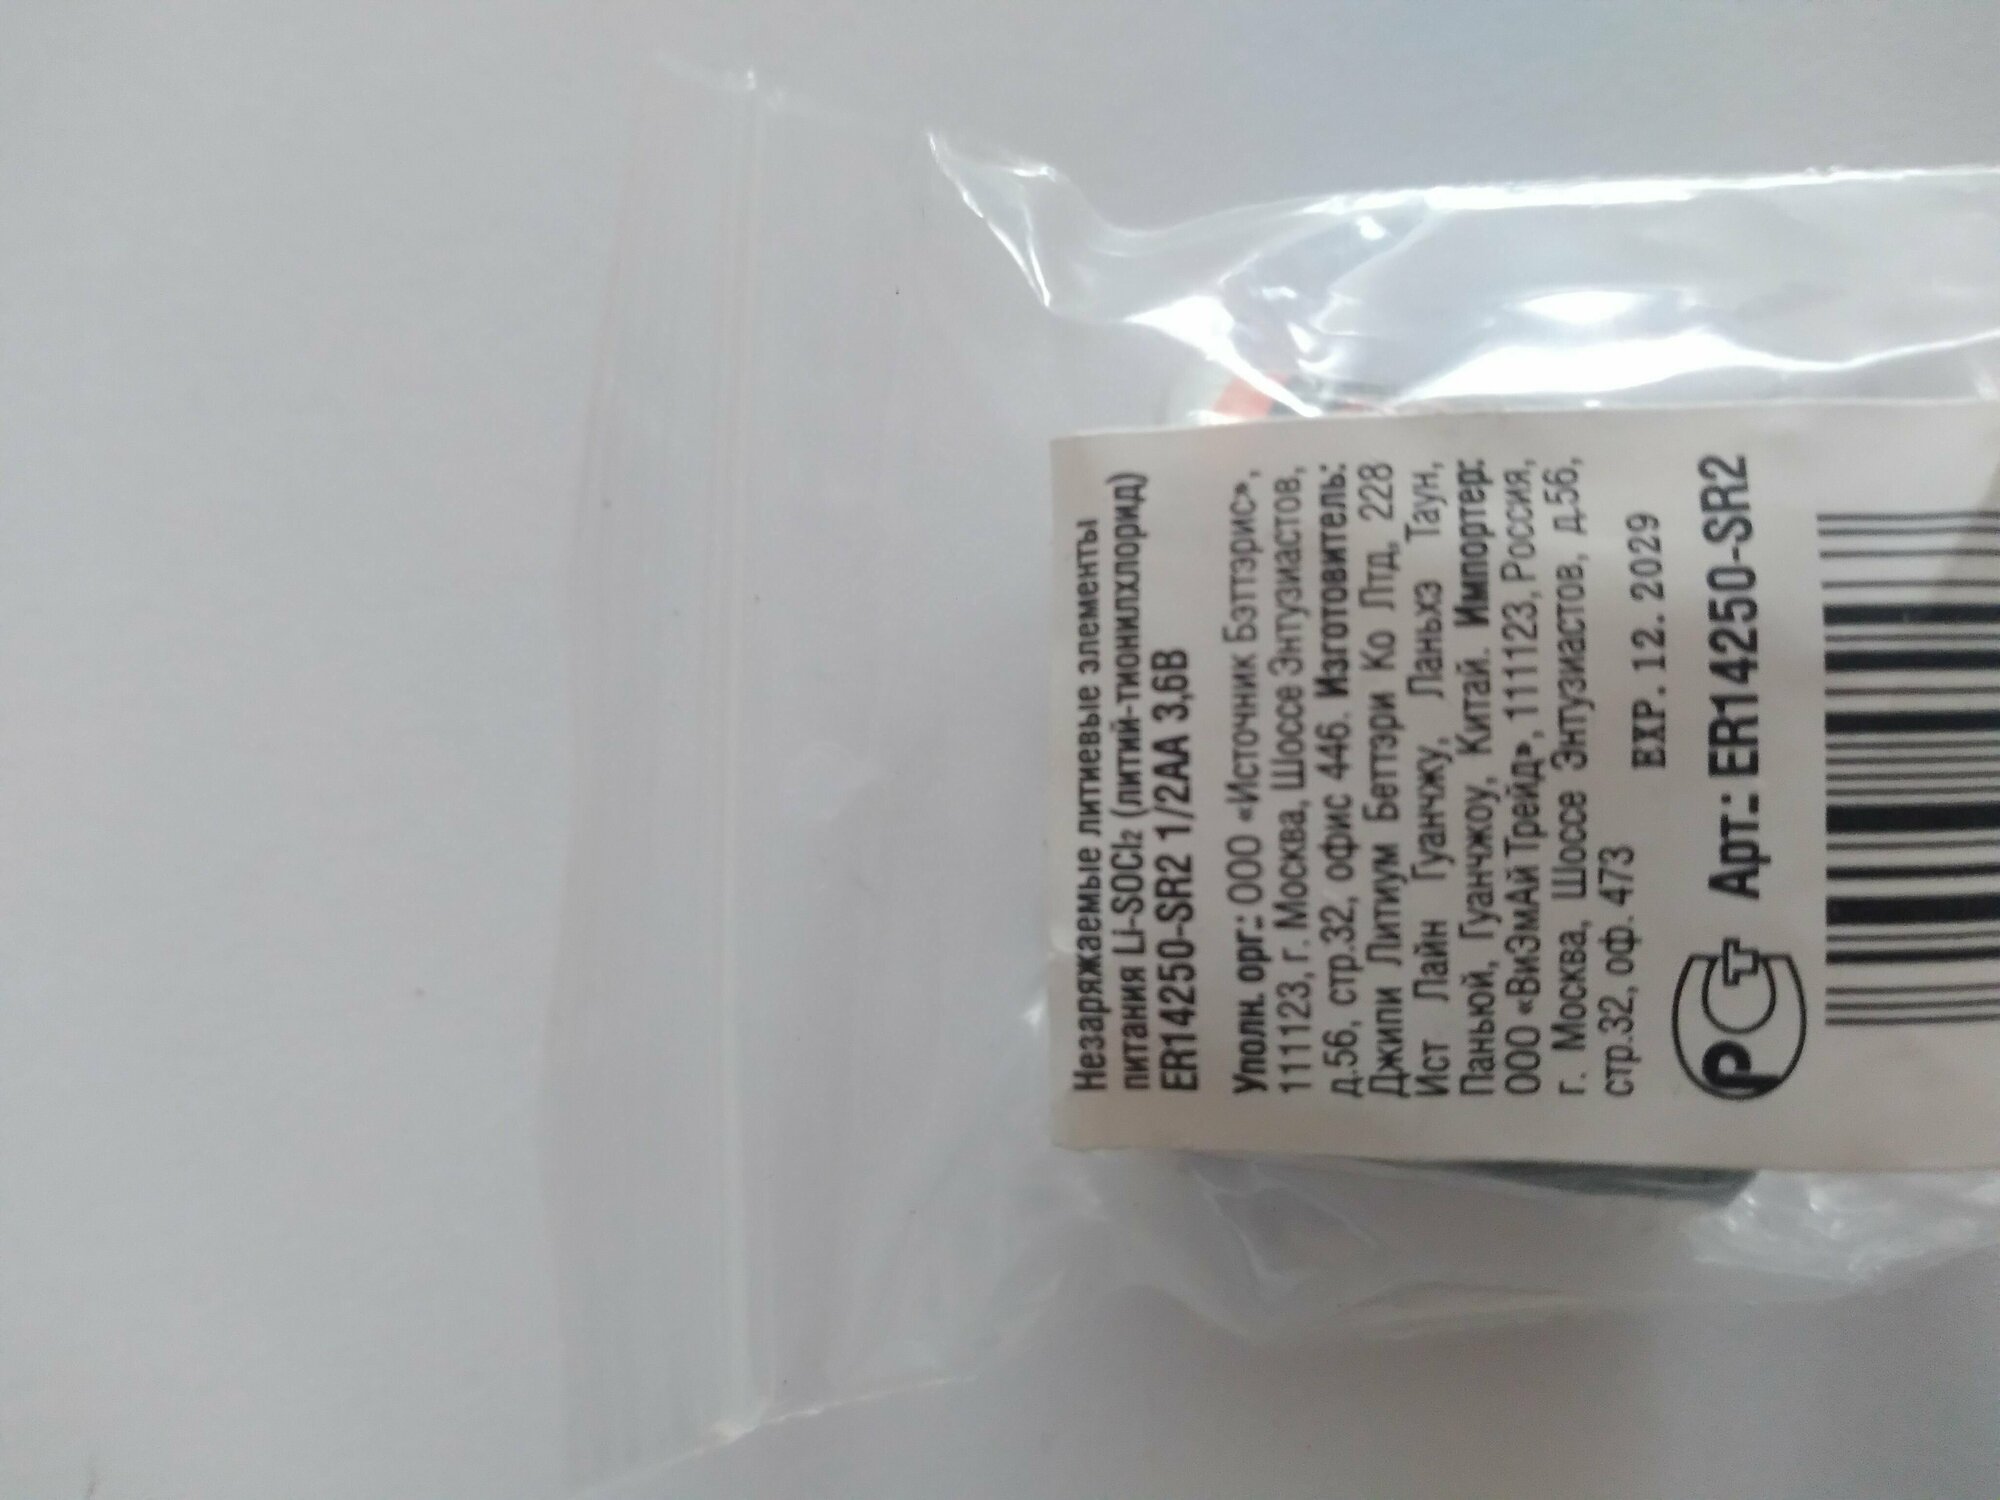 Незаряжаемые литиевые элементы
питания Li-SOCl₂ (литий-тионилхлорид)
ER14250-SR2 1/2AA 3,6В
Уполн. орг.: ООО «Источник Бэттэрис»,
111123, г. Москва, Шоссе Энтузиастов,
д.56, стр.32, офис 446. Изготовитель:
Джипи Литиум Беттэри Ко Лтд, 228
Ист Лайн Гуанчжу, Ланьхэ Таун,
Паньюй, Гуанчжоу, Китай. Импортер:
ООО «ВиЭмАй Трейд», 111123, Россия,
г. Москва, Шоссе Энтузиастов, д.56,
стр.32, оф. 473
EXP. 12. 2029
РСТ Арт.: ER14250-SR2